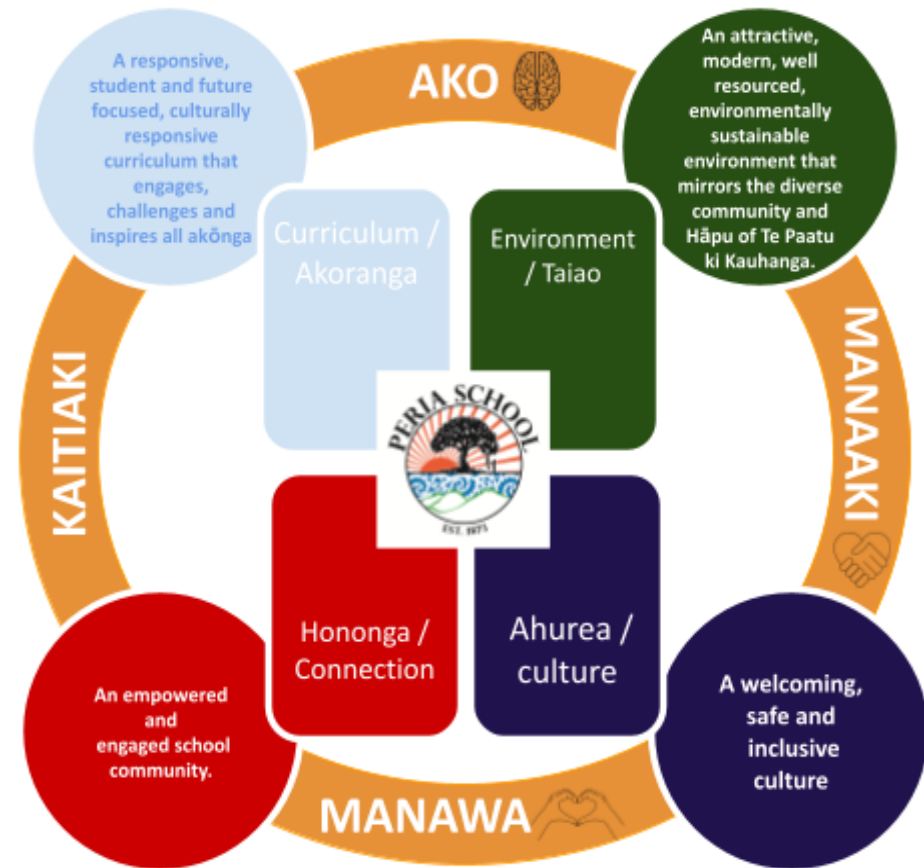 A responsive,
student and future
focused, culturally
responsive
curriculum that
engages,
challenges and
inspires all akōnga
AKO
An attractive,
modern, well
resourced,
environmentally
sustainable
environment that
mirrors the diverse
community and
Hāpu of Te Paatu
ki Kauhanga.
Curriculum /
Akoranga
Environment
/ Taiao
KAITIAKI
MANAAKI
PERIA SCHOOL
EST. 1873
Hononga /
Connection
Ahurea /
culture
An empowered
and
engaged school
community.
A welcoming,
safe and
inclusive
culture
MANAWA